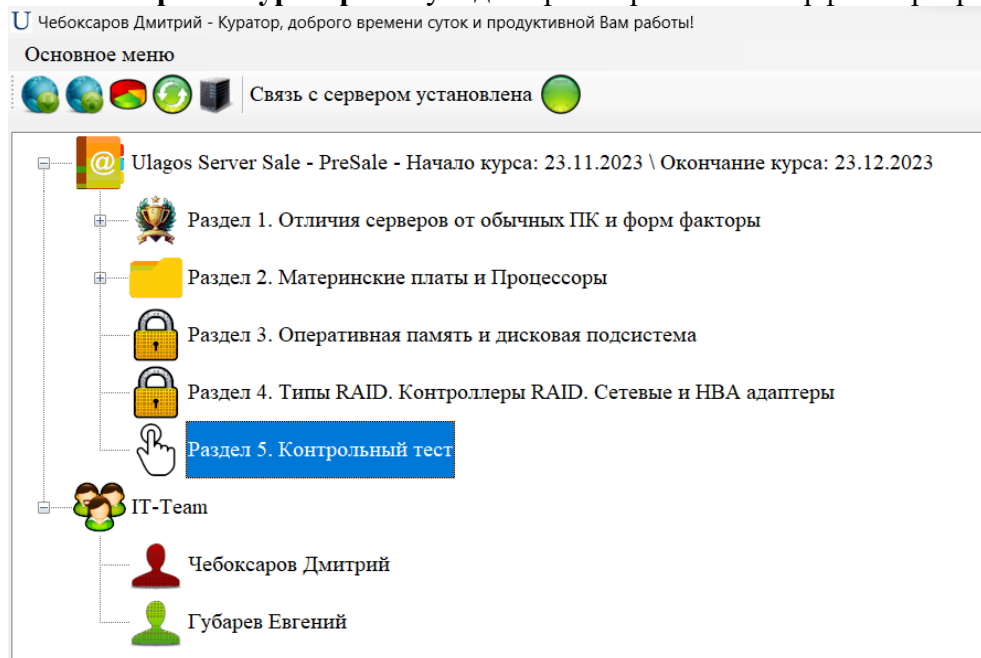 U Чебоксаров Дмитрий - Куратор, доброго времени суток и продуктивной Вам работы!
Основное меню
Связь с сервером установлена
@ Ulagos Server Sale - PreSale - Начало курса: 23.11.2023 \ Окончание курса: 23.12.2023
Раздел 1. Отличия серверов от обычных ПК и форм факторы
Раздел 2. Материнские платы и Процессоры
Раздел 3. Оперативная память и дисковая подсистема
Раздел 4. Типы RAID. Контроллеры RAID. Сетевые и HBA адаптеры
Раздел 5. Контрольный тест
IT-Team
Чебоксаров Дмитрий
Губарев Евгений